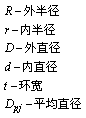 R – 外半径
r – 内半径
D – 外直径
d – 内直径
t – 环宽
Dpj – 平均直径